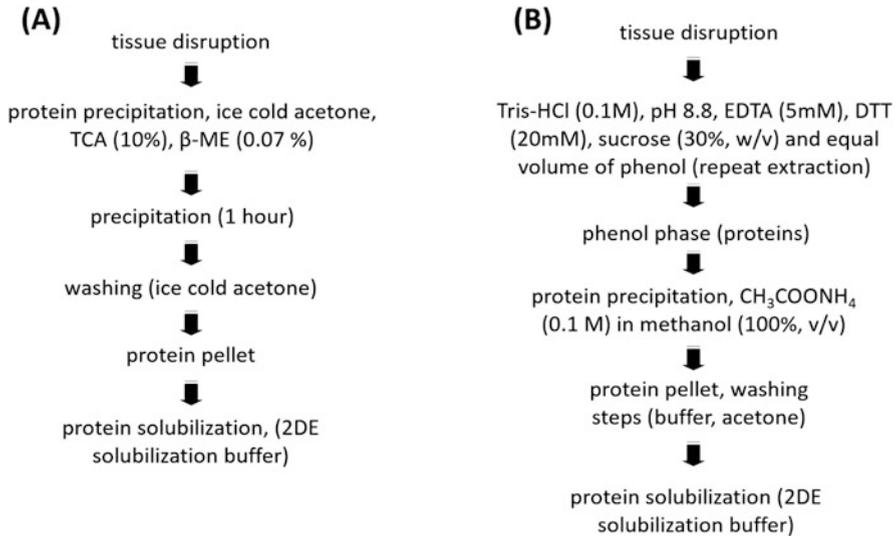 (A)
tissue disruption
protein precipitation, ice cold acetone,
TCA (10%), β-ME (0.07 %)
precipitation (1 hour)
washing (ice cold acetone)
protein pellet
protein solubilization, (2DE
solubilization buffer)
(B)
tissue disruption
Tris-HCl (0.1M), pH 8.8, EDTA (5mM), DTT
(20mM), sucrose (30%, w/v) and equal
volume of phenol (repeat extraction)
phenol phase (proteins)
protein precipitation, CH₃COONH₄
(0.1 M) in methanol (100%, v/v)
protein pellet, washing
steps (buffer, acetone)
protein solubilization (2DE
solubilization buffer)